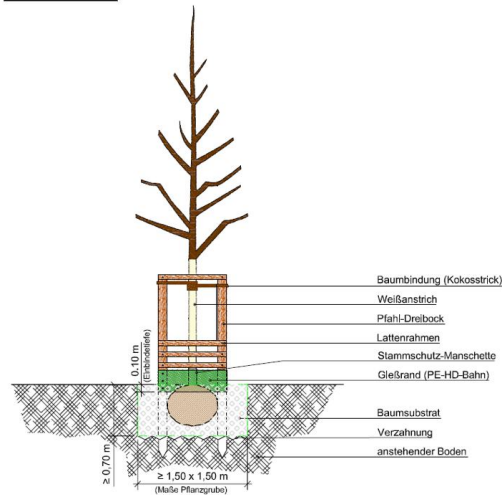 Baumbindung (Kokosstrick)
Weißanstrich
Pfahl-Dreibock
Lattenrahmen
Stammschutz-Manschette
Gießrand (PE-HD-Bahn)
Baumsubstrat
Verzahnung
anstehender Boden
0,10 m
(Einbindetiefe)
≥ 0,70 m
≥ 1,50 x 1,50 m
(Maße Pflanzgrube)